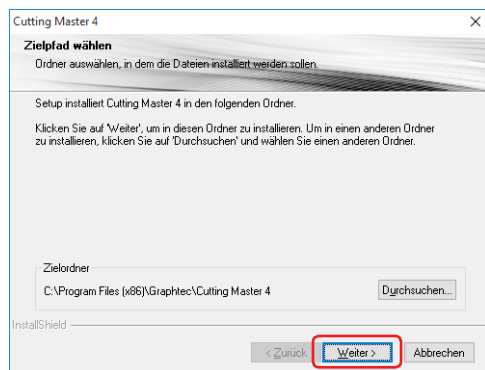 Cutting Master 4
Zielpfad wählen
Ordner auswählen, in dem die Dateien installiert werden sollen.
Setup installiert Cutting Master 4 in den folgenden Ordner.
Klicken Sie auf 'Weiter', um in diesen Ordner zu installieren. Um in einen anderen Ordner
zu installieren, klicken Sie auf 'Durchsuchen' und wählen Sie einen anderen Ordner.
Zielordner
C:\Program Files (x86)\Graphtec\Cutting Master 4
Durchsuchen...
InstallShield
< Zurück
Weiter >
Abbrechen